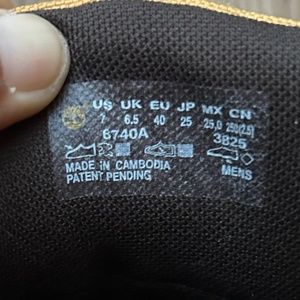 US UK EU JP MX CN
7 6.5 40 25 25.0 250(2.5)
6740A 3825
MADE IN CAMBODIA
PATENT PENDING MENS